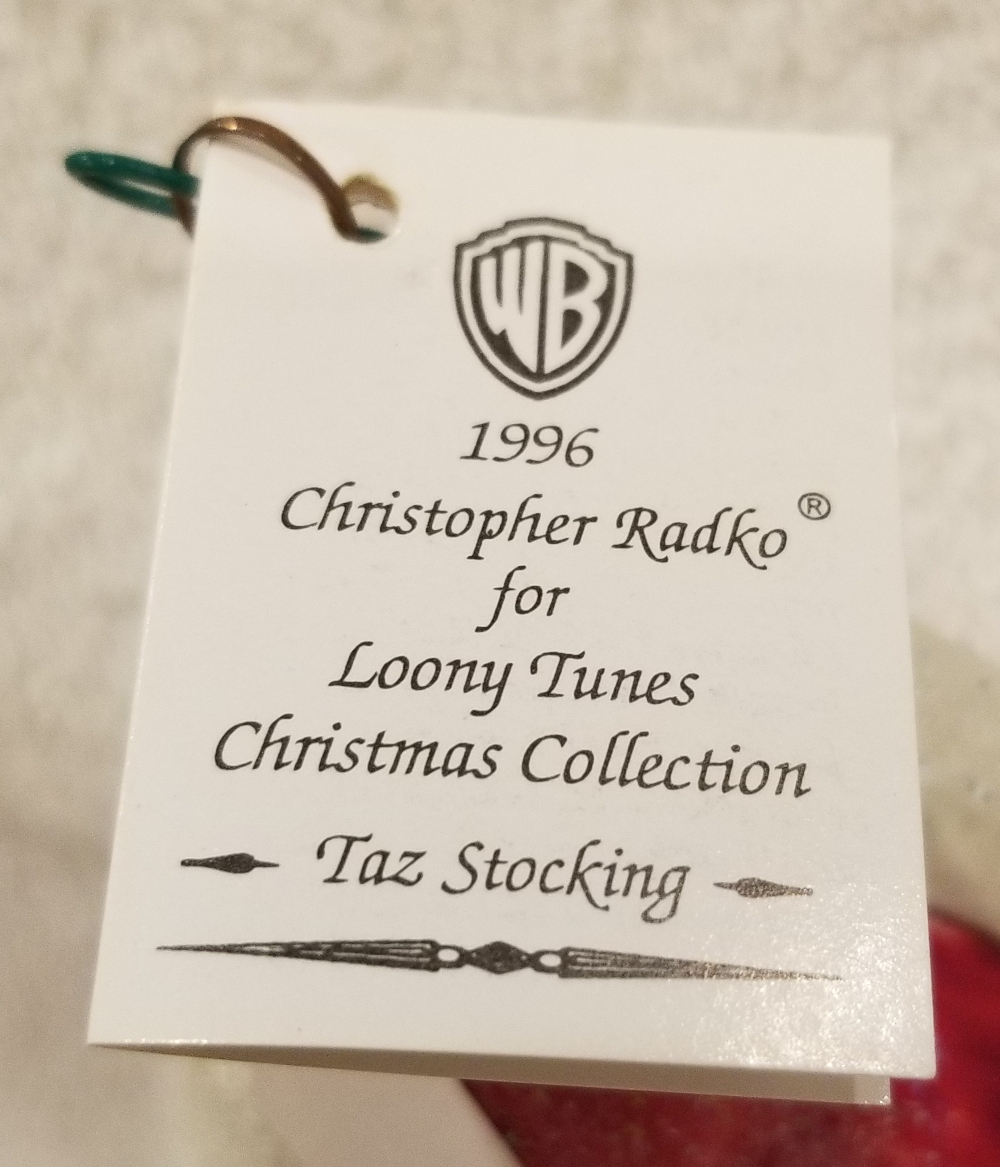 WB
1996
Christopher Radko®
for
Loony Tunes
Christmas Collection
Taz Stocking